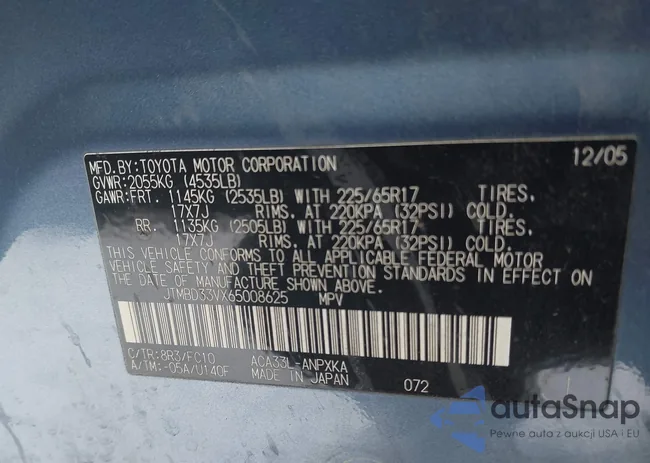 MFD.BY:TOYOTA MOTOR CORPORATION 12/05
GVWR:2055KG (4535LB)
GAWR:FRT. 1145KG (2535LB) WITH 225/65R17 TIRES.
17X7J RIMS. AT 220KPA (32PSI) COLD.
RR. 1135KG (2505LB) WITH 225/65R17 TIRES.
17X7J RIMS. AT 220KPA (32PSI) COLD.
THIS VEHICLE CONFORMS TO ALL APPLICABLE FEDERAL MOTOR
VEHICLE SAFETY AND THEFT PREVENTION STANDARDS IN EFFECT ON
THE DATE OF MANUFACTURE SHOWN ABOVE.
JTMBD33VX65008625 MPV
C/TR:8R3/FC10 ACA33L-ANPXKA
A/TM:-05A/U140F MADE IN JAPAN 072
autaSnap
Pewne auta z aukcji USA i EU